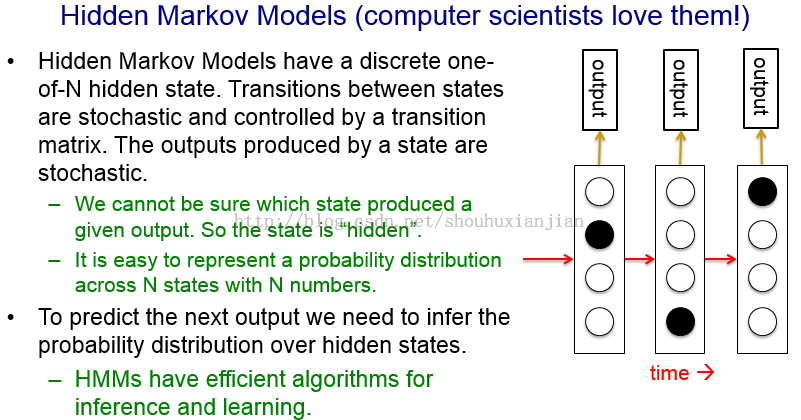 Hidden Markov Models (computer scientists love them!)
• Hidden Markov Models have a discrete one-
of-N hidden state. Transitions between states
are stochastic and controlled by a transition
matrix. The outputs produced by a state are
stochastic.
– We cannot be sure which state produced a
given output. So the state is “hidden”.
– It is easy to represent a probability distribution
across N states with N numbers.
• To predict the next output we need to infer the
probability distribution over hidden states.
– HMMs have efficient algorithms for
inference and learning.
output
output
output
time →
http://blog.csdn.net/shouhuxianjian